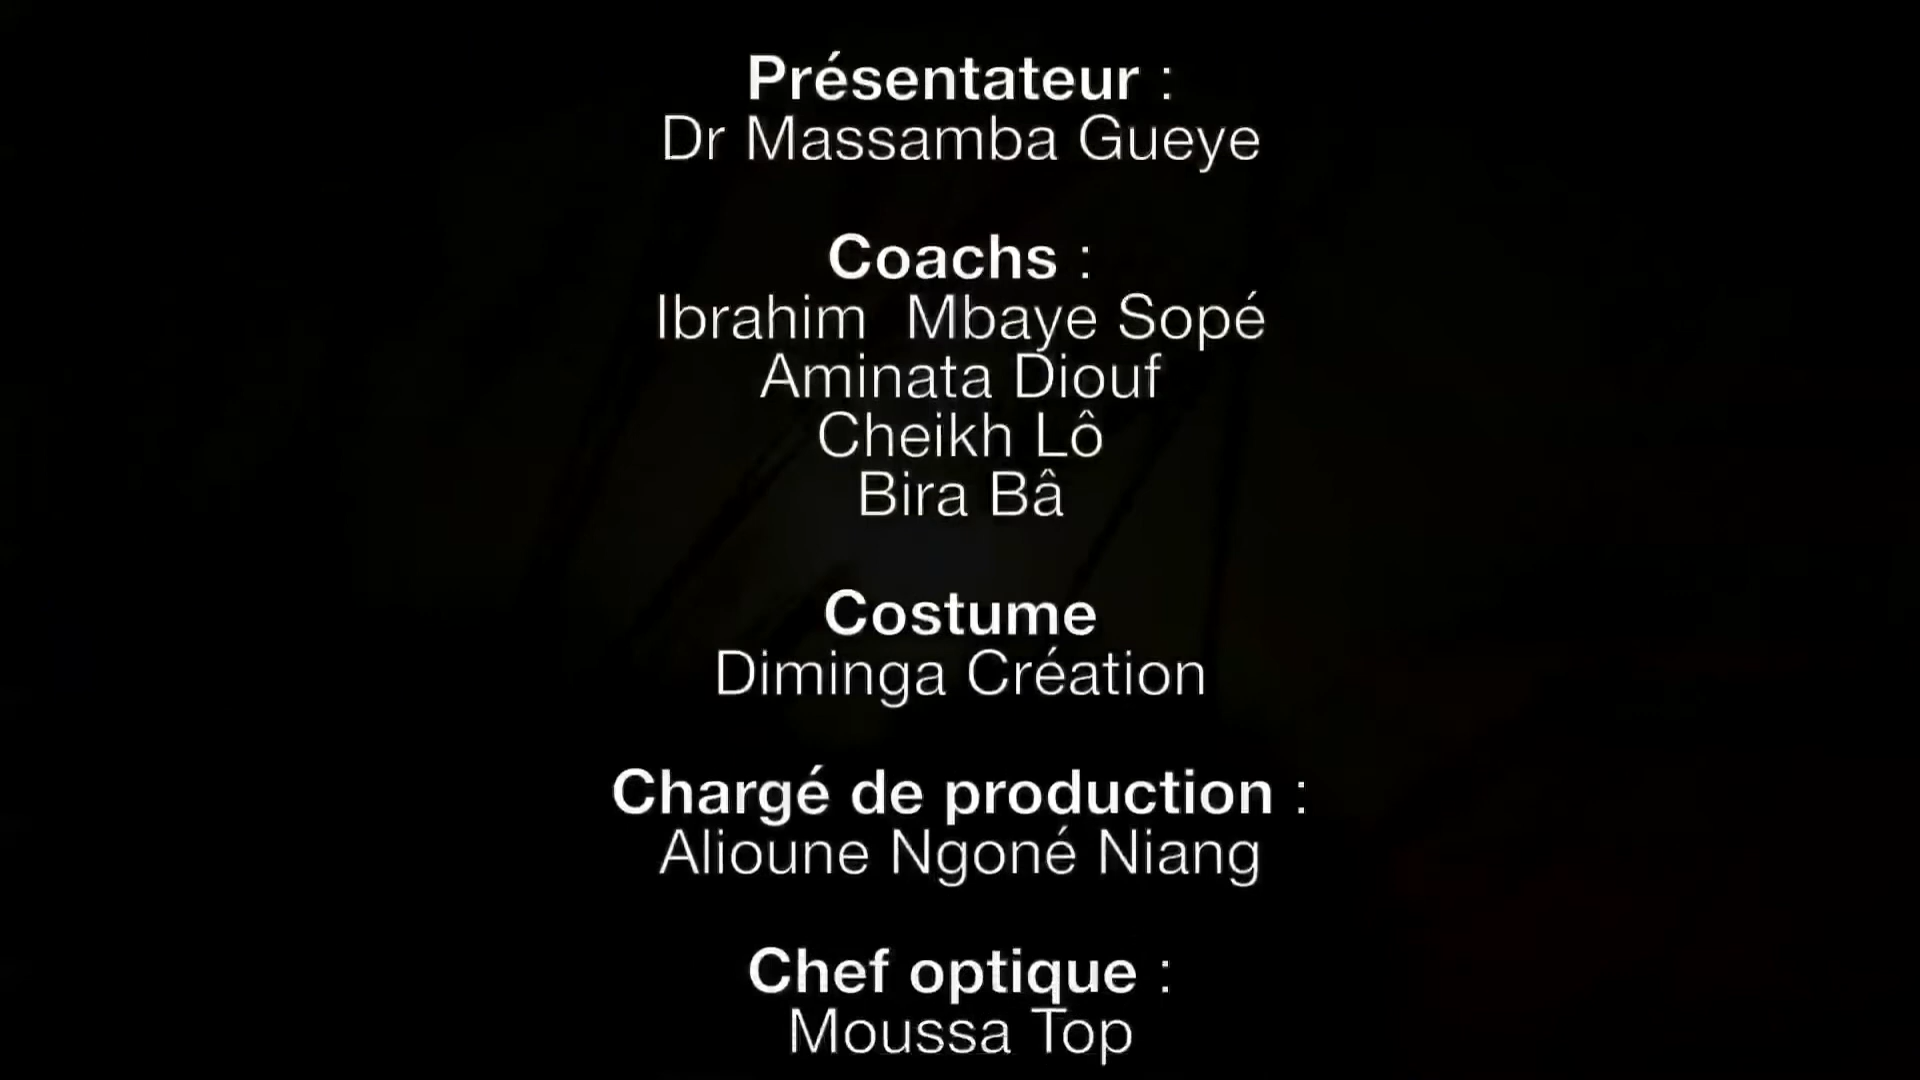 Présentateur :
Dr Massamba Gueye
Coachs :
Ibrahim  Mbaye Sopé
Aminata Diouf
Cheikh Lô
Bira Bâ
Costume
Diminga Création
Chargé de production :
Alioune Ngoné Niang
Chef optique :
Moussa Top